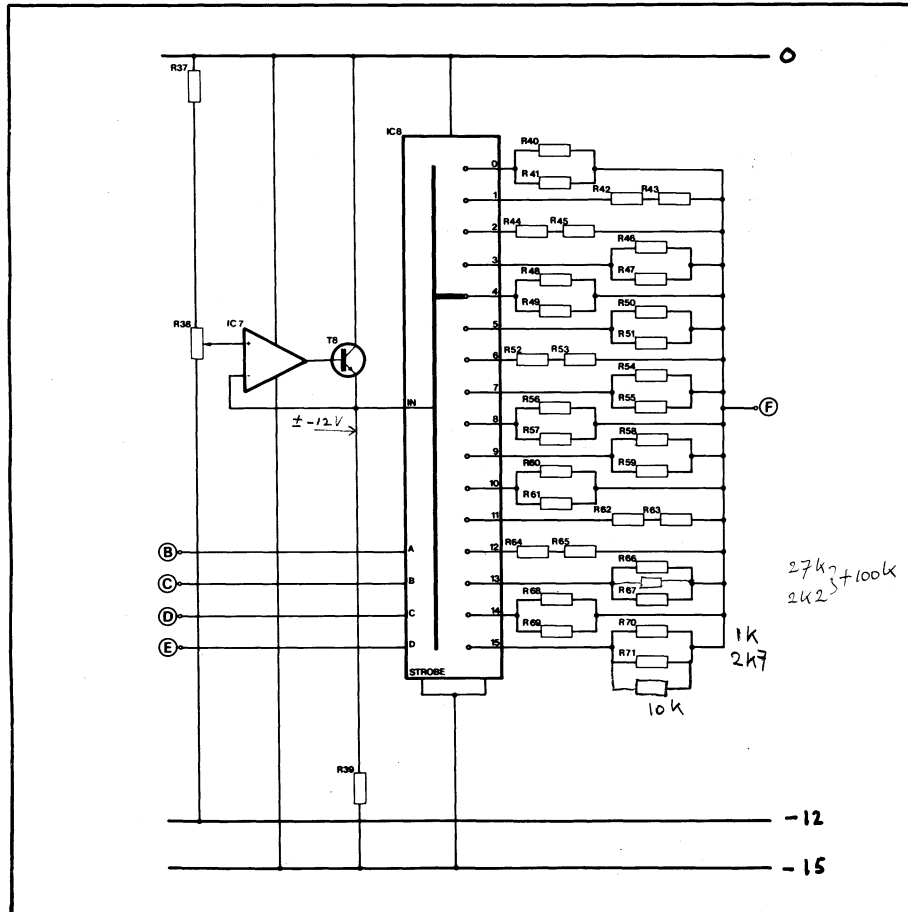 0
R37
IC8
R40
0
R41
1
R42 R43
2
R44 R45
R46
3
R47
R48
4
R49
R50
5
R51
R38
IC7
T8
6
R52 R53
R54
7
R55
IN
F
± -12V
R56
8
R57
R58
9
R59
R60
10
R61
11
R62 R63
B
A
12
R64 R65
R66
27k
2k2 } +100k
C
B
13
R67
R68
D
C
14
R69
R70
1K
2K7
E
D
15
R71
STROBE
10K
R39
-12
-15